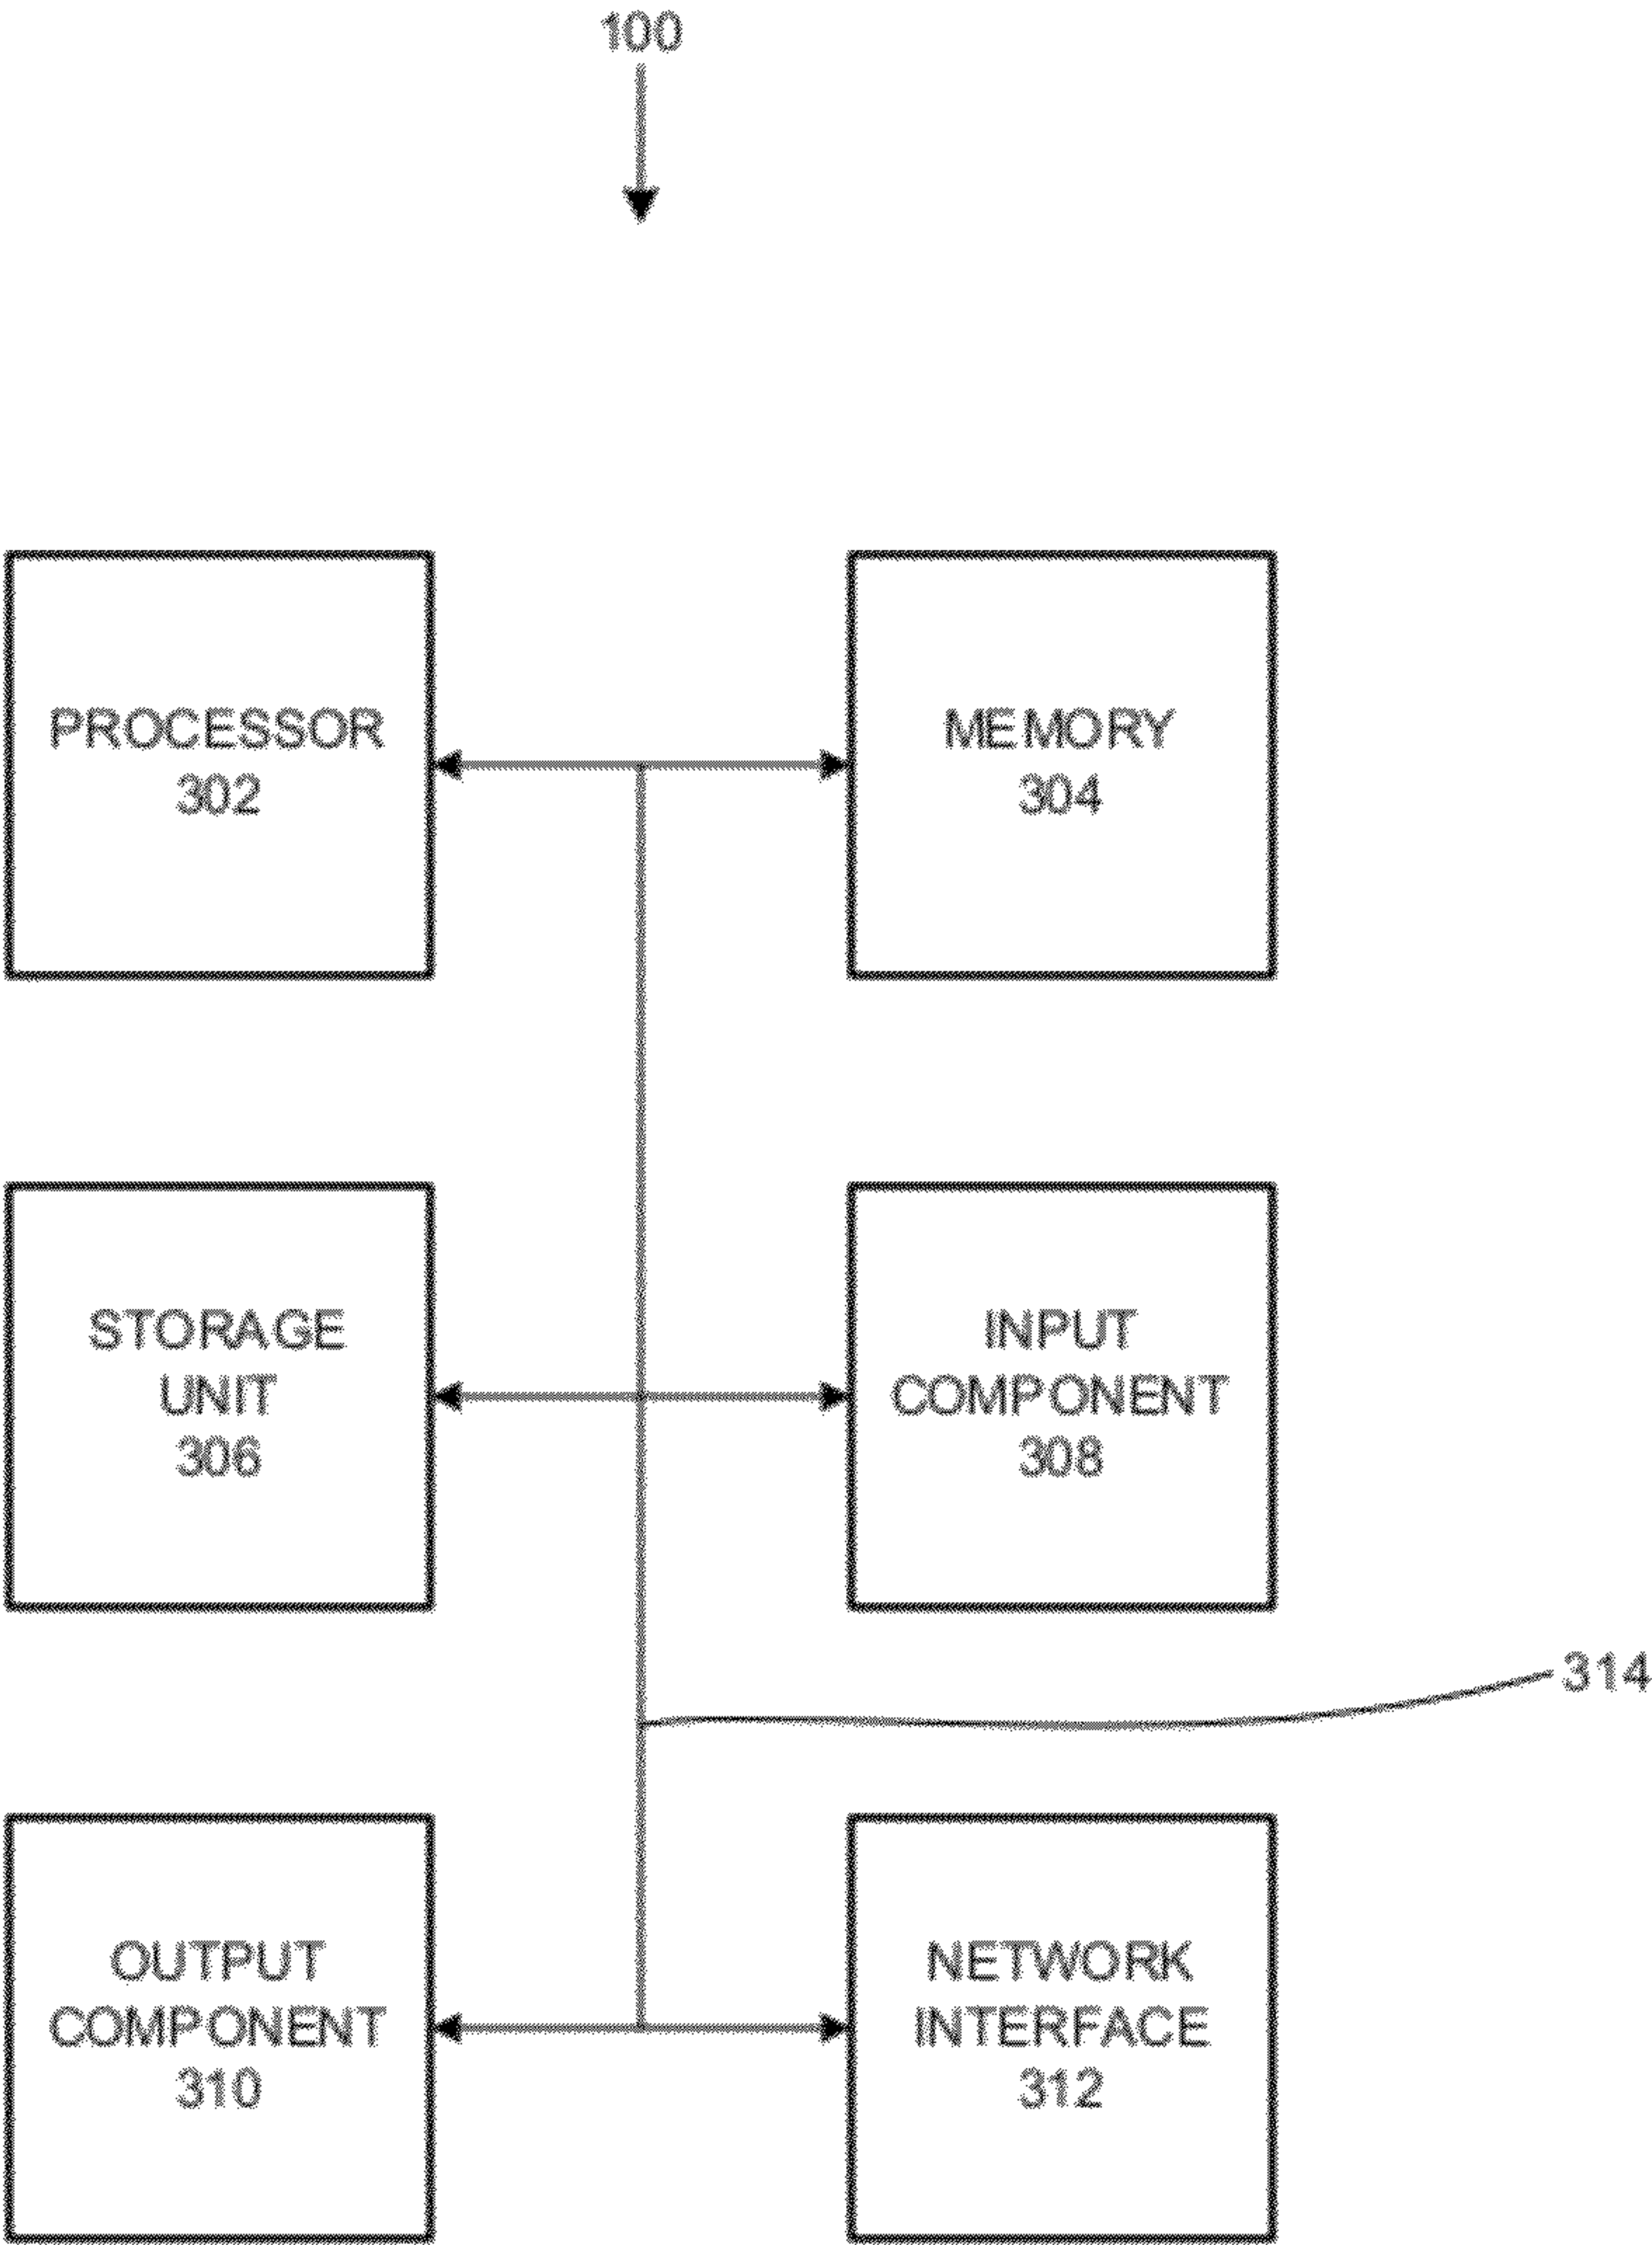 100
PROCESSOR
302
MEMORY
304
STORAGE
UNIT
306
INPUT
COMPONENT
308
314
OUTPUT
COMPONENT
310
NETWORK
INTERFACE
312